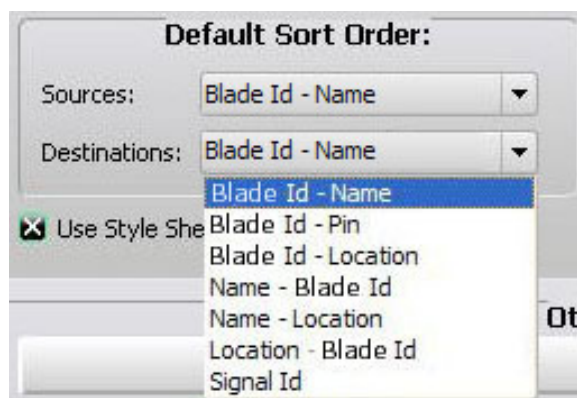 Default Sort Order:
Sources: Blade Id - Name
Destinations: Blade Id - Name
Blade Id - Name
Use Style She Blade Id - Pin
Blade Id - Location
Name - Blade Id
Name - Location Ot
Location - Blade Id
Signal Id